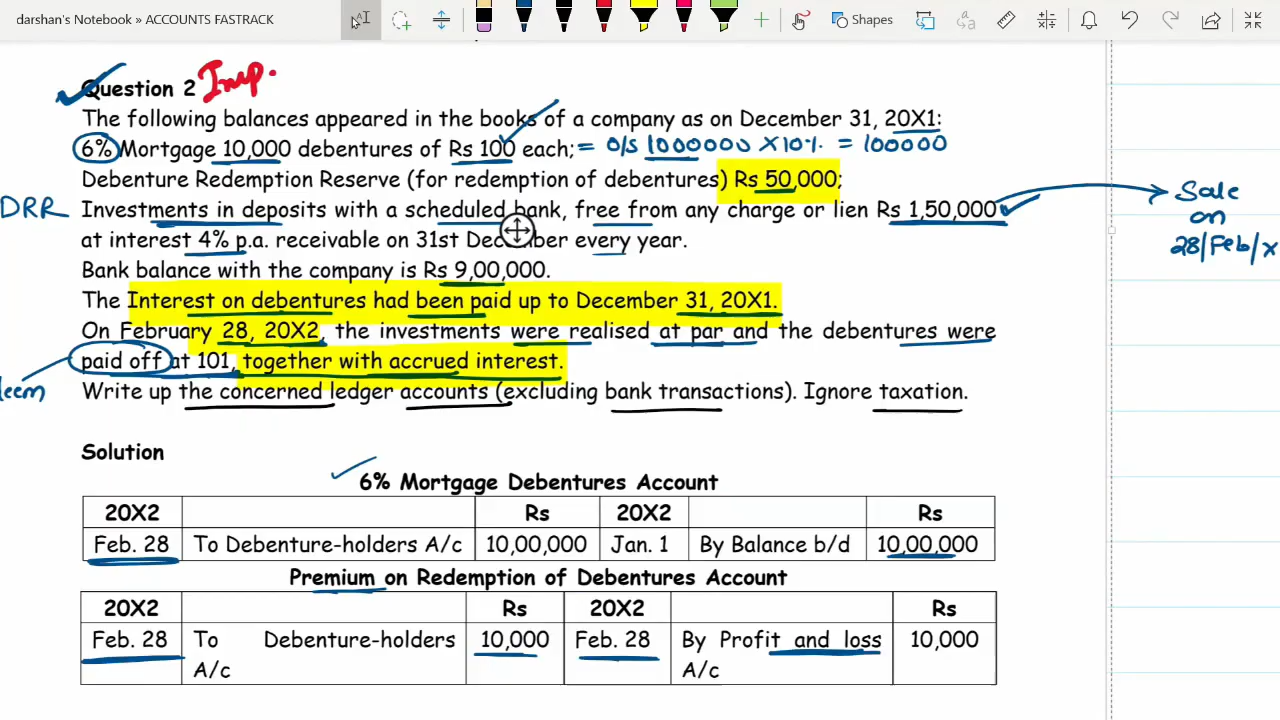 darshan's Notebook » ACCOUNTS FASTRACK
Shapes
Question 2 Imp.
The following balances appeared in the books of a company as on December 31, 20X1:
6% Mortgage 10,000 debentures of Rs 100 each; = O/S 1000000 X 10% = 100000
Debenture Redemption Reserve (for redemption of debentures) Rs 50,000;
DRR Investments in deposits with a scheduled bank, free from any charge or lien Rs 1,50,000 Sale on 28/Feb/x
at interest 4% p.a. receivable on 31st December every year.
Bank balance with the company is Rs 9,00,000.
The Interest on debentures had been paid up to December 31, 20X1.
On February 28, 20X2, the investments were realised at par and the debentures were
paid off at 101, together with accrued interest.
Write up the concerned ledger accounts (excluding bank transactions). Ignore taxation.
Solution
6% Mortgage Debentures Account
20X2 Rs 20X2 Rs
Feb. 28 To Debenture-holders A/c 10,00,000 Jan. 1 By Balance b/d 10,00,000
Premium on Redemption of Debentures Account
20X2 Rs 20X2 Rs
Feb. 28 To Debenture-holders 10,000 Feb. 28 By Profit and loss 10,000
A/c A/c